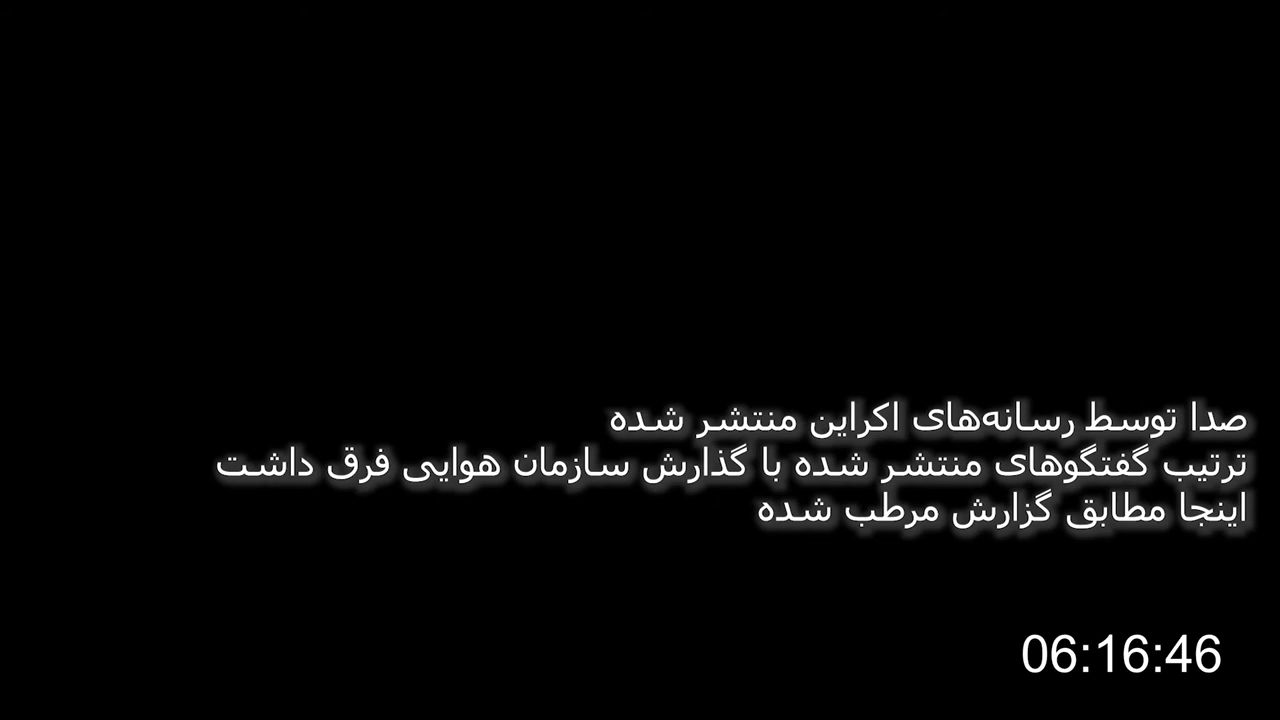 صدا توسط رسانه‌های اکراین منتشر شده
ترتیب گفتگوهای منتشر شده با گذارش سازمان هوایی فرق داشت
اینجا مطابق گزارش مرطب شده
06:16:46